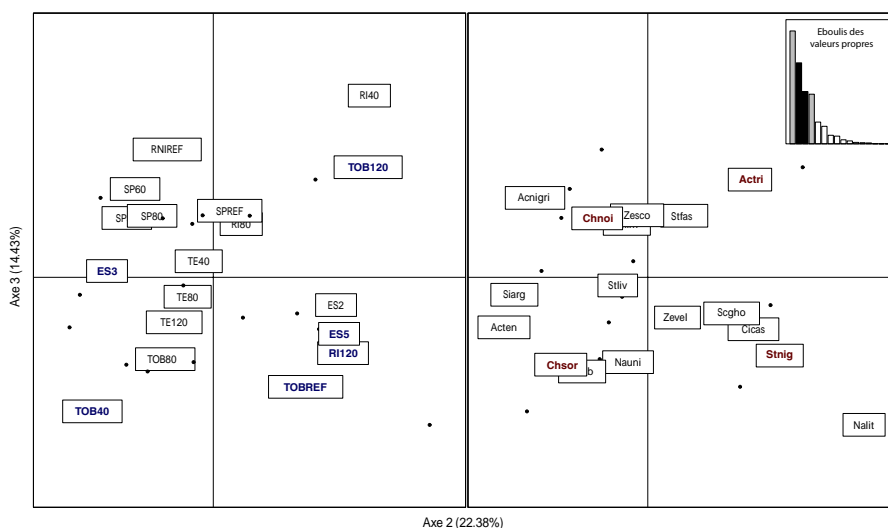 Eboulis des
valeurs propres
RI40
RNIREF
TOB120
SP60
SP80
SPREF
RI80
TE40
ES3
TE80
ES2
TE120
ES5
RI120
TOB80
TOBREF
TOB40
Actri
Acnigri
Chnoi
Zesco
Stfas
Stliv
Siarg
Acten
Zevel
Scgho
Cicas
Stnig
Nauni
Chsor
Nalit
Axe 3 (14.43%)
Axe 2 (22.38%)